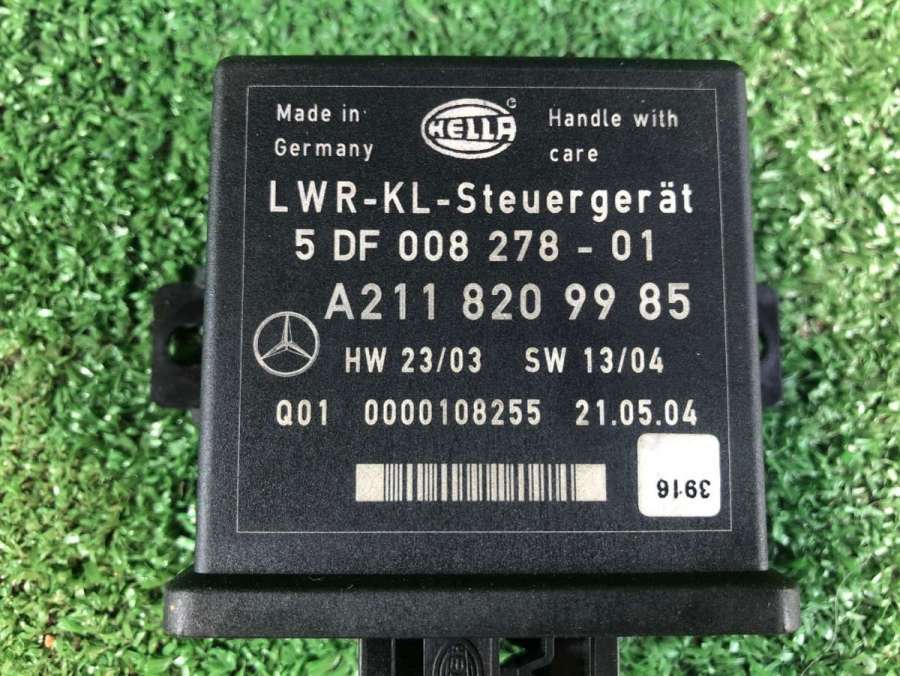 Made in
Germany
HELLA
Handle with
care
LWR-KL-Steuergerät
5 DF 008 278 - 01
A211 820 99 85
HW 23/03 SW 13/04
Q01 0000108255 21.05.04
3916